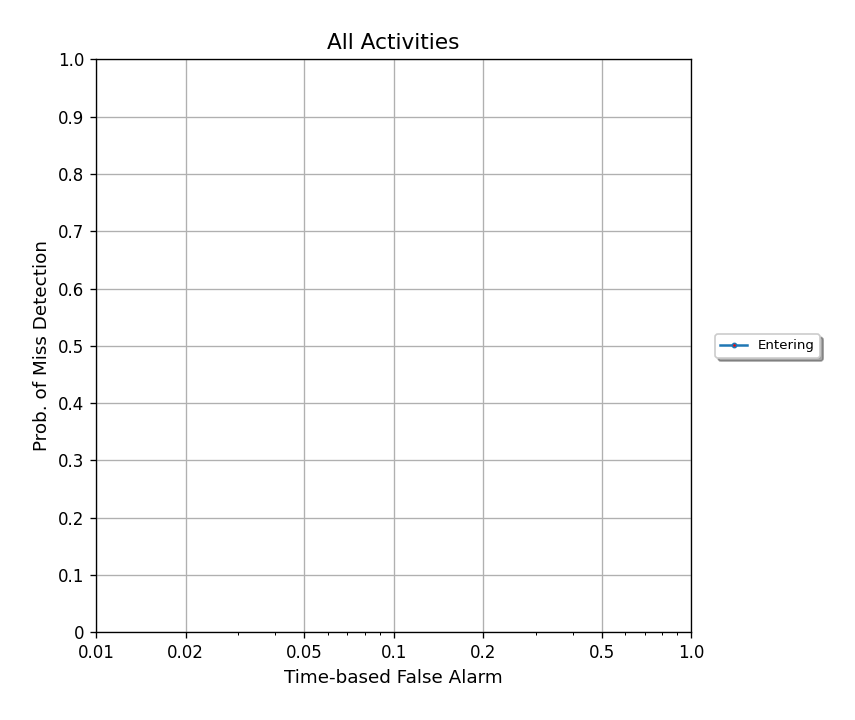 All Activities
1.0
0.9
0.8
0.7
0.6
0.5
0.4
0.3
0.2
0.1
0
Prob. of Miss Detection
0.01 0.02 0.05 0.1 0.2 0.5 1.0
Time-based False Alarm
Entering